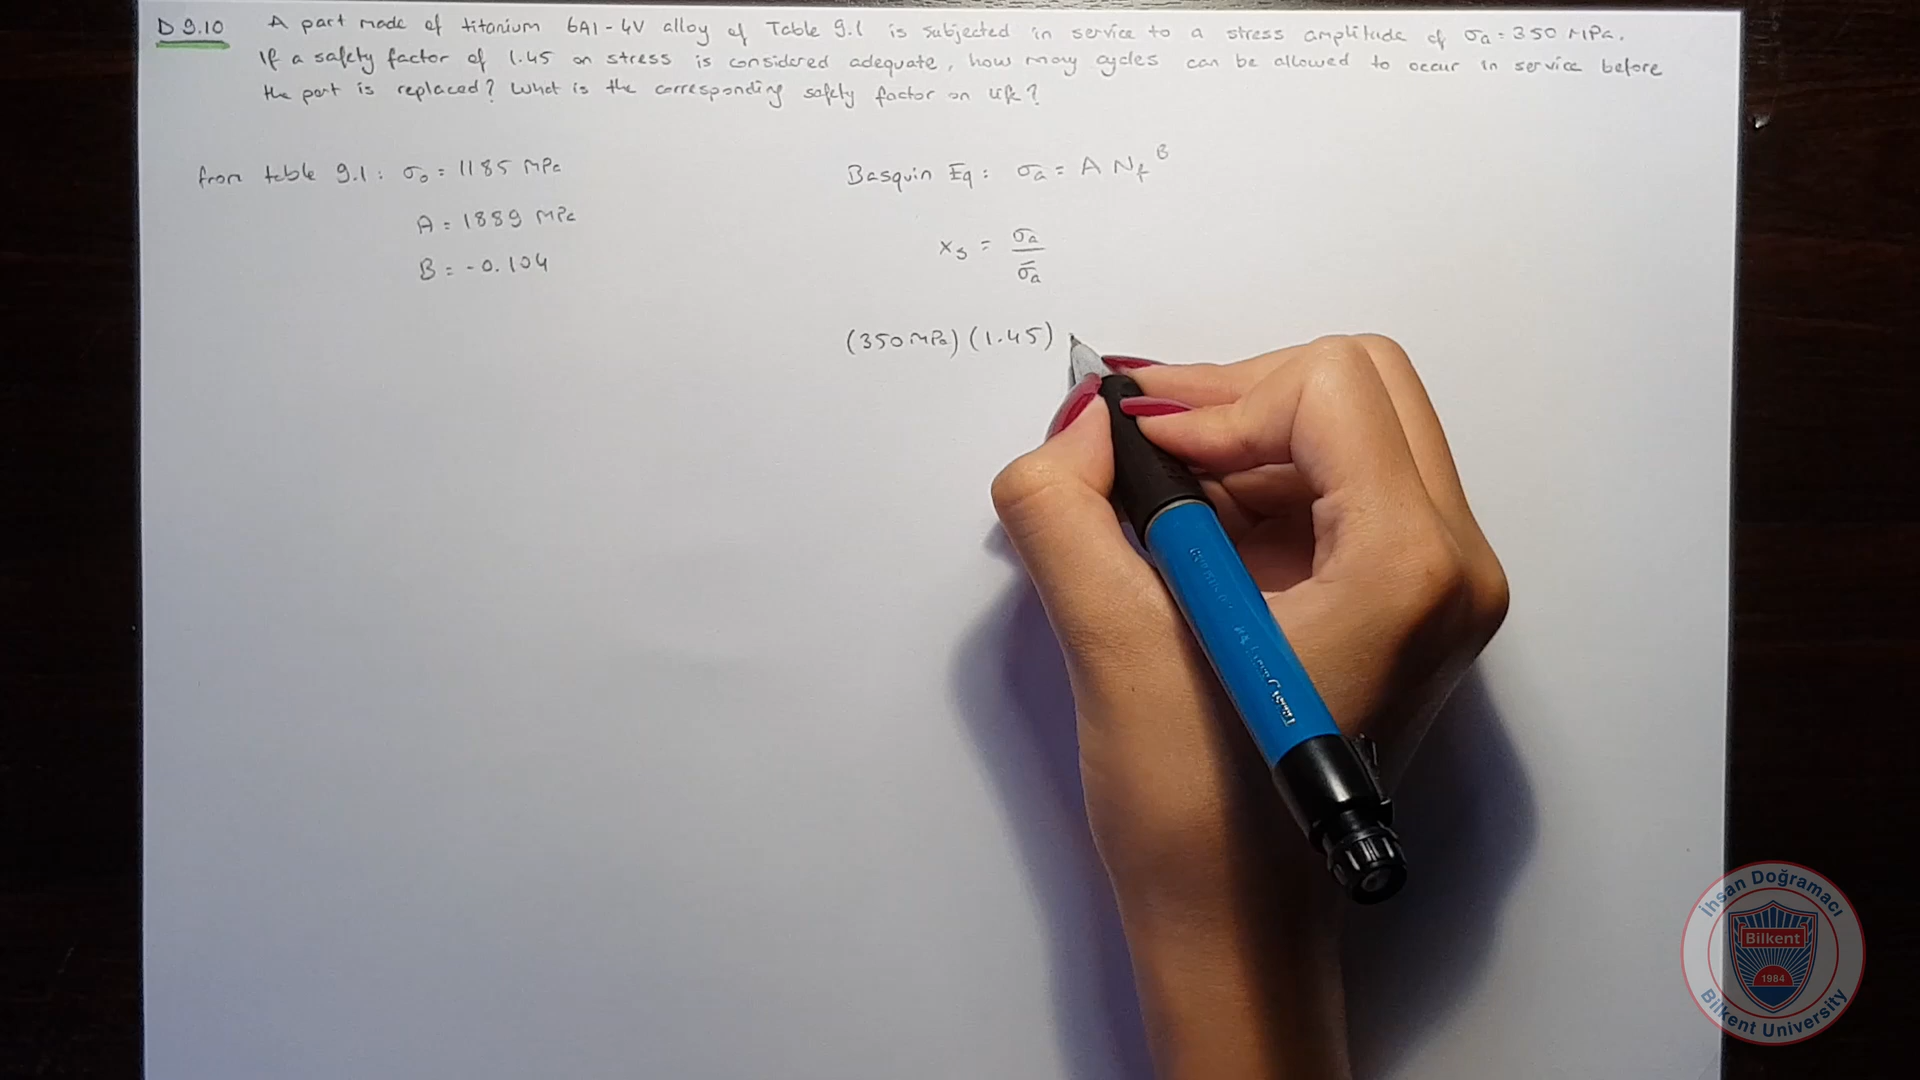 D 9.10 A part made of titanium 6Al-4V alloy of Table 9.1 is subjected in service to a stress amplitude of σa = 350 MPa.
If a safety factor of 1.45 on stress is considered adequate, how many cycles can be allowed to occur in service before
the part is replaced? What is the corresponding safety factor on life?
from table 9.1: σo = 1185 MPa
A = 1889 MPa
B = -0.104
Basquin Eq: σa = A Nf^B
xs = σa / σ̄a
(350 MPa)(1.45)
İhsan Doğramacı
Bilkent
1984
Bilkent University